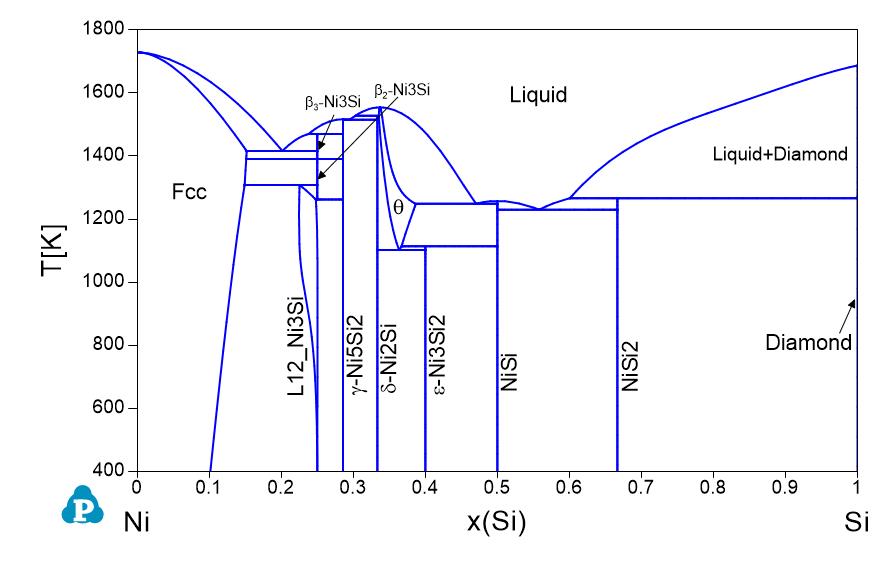 1800
1600
1400
1200
1000
800
600
400
T[K]
β₃-Ni3Si
β₂-Ni3Si
Liquid
Liquid+Diamond
Fcc
θ
L12_Ni3Si
γ-Ni5Si2
δ-Ni2Si
ε-Ni3Si2
NiSi
NiSi2
Diamond
0 0.1 0.2 0.3 0.4 0.5 0.6 0.7 0.8 0.9 1
P
Ni x(Si) Si